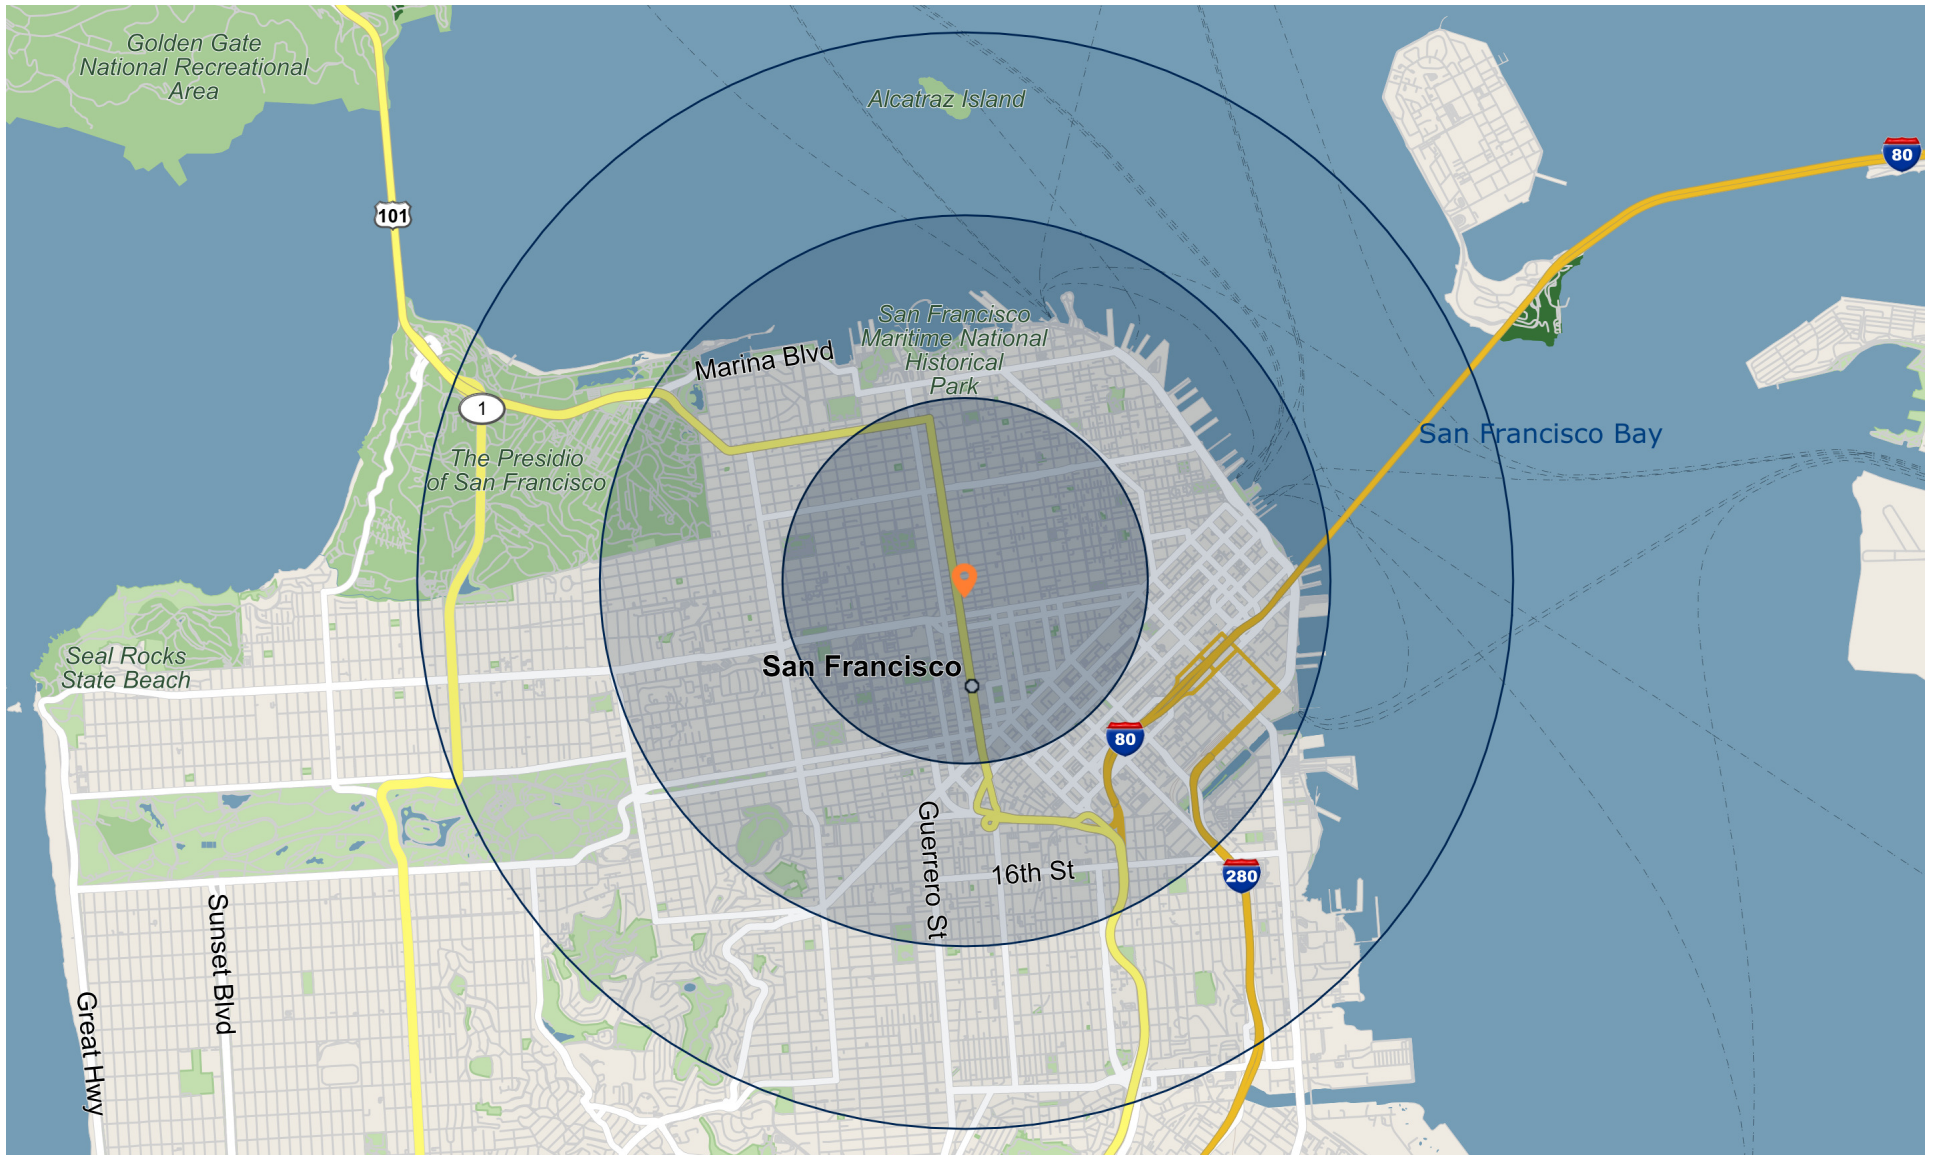 Golden Gate
National Recreational
Area
Alcatraz Island
80
101
San Francisco
Maritime National
Historical
Park
Marina Blvd
1
San Francisco Bay
The Presidio
of San Francisco
Seal Rocks
State Beach
San Francisco
80
Guerrero St
16th St
280
Sunset Blvd
Great Hwy